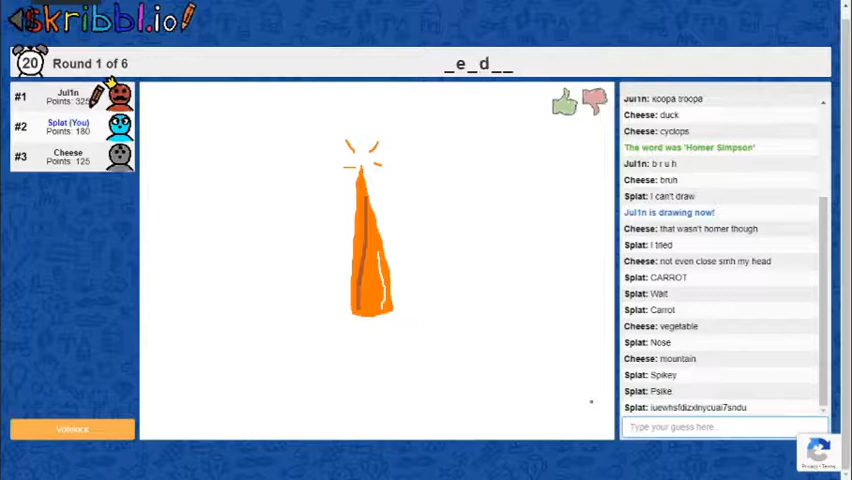 skribbl.io
20
Round 1 of 6
_e_d__
#1
Jul1n
Points: 325
#2
Splat (You)
Points: 180
#3
Cheese
Points: 125
Votekick
Jul1n: koopa troopa
Cheese: duck
Cheese: cyclops
The word was 'Homer Simpson'
Jul1n: b r u h
Cheese: bruh
Splat: I can't draw
Jul1n is drawing now!
Cheese: that wasn't homer though
Splat: I tried
Cheese: not even close smh my head
Splat: CARROT
Splat: Wait
Splat: Carrot
Cheese: vegetable
Splat: Nose
Cheese: mountain
Splat: Spikey
Splat: Psike
Type your guess here...
Privacy - Terms